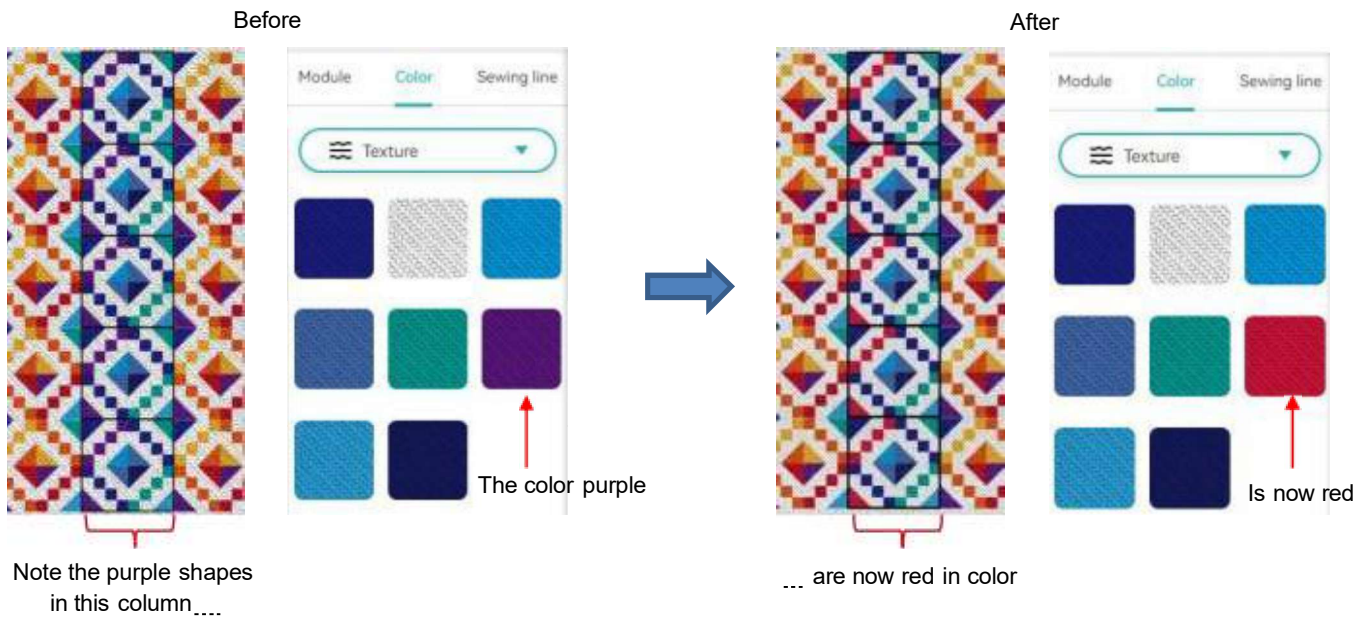 Before
After
Module Color Sewing line
Texture
The color purple
Note the purple shapes
in this column....
Module Color Sewing line
Texture
Is now red
... are now red in color